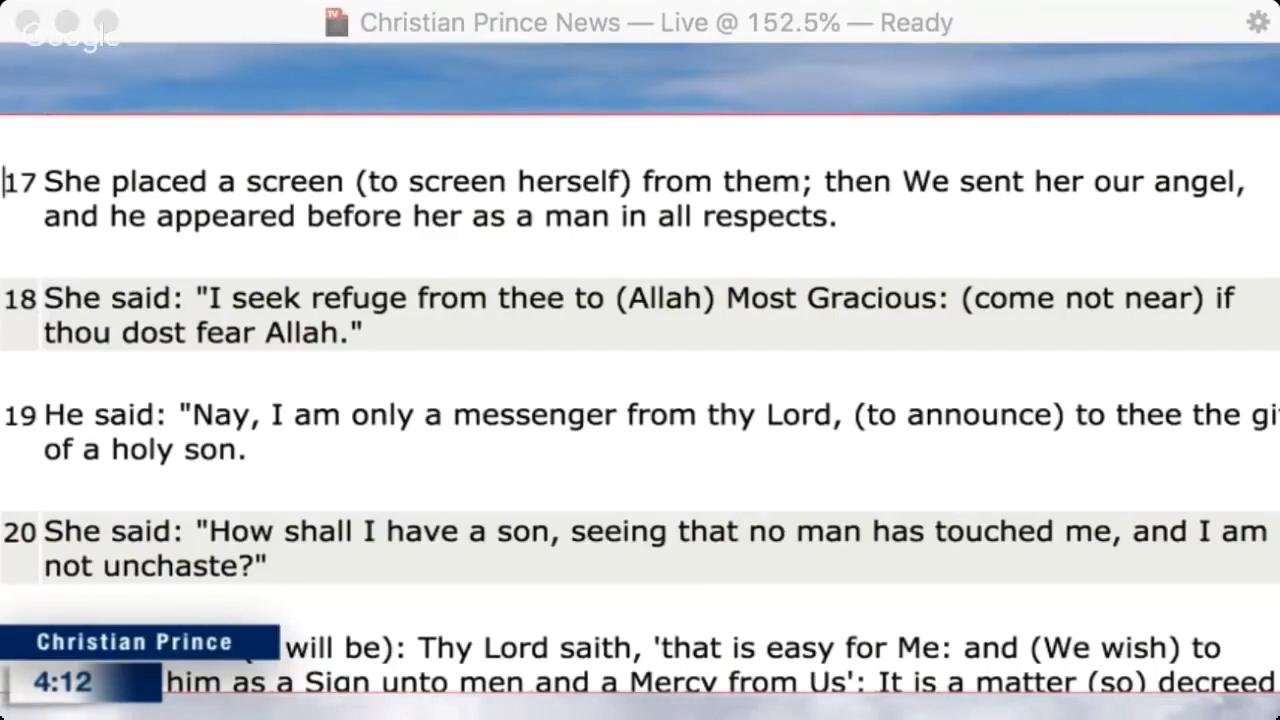 Christian Prince News — Live @ 152.5% — Ready
Google
17 She placed a screen (to screen herself) from them; then We sent her our angel,
and he appeared before her as a man in all respects.
18 She said: "I seek refuge from thee to (Allah) Most Gracious: (come not near) if
thou dost fear Allah."
19 He said: "Nay, I am only a messenger from thy Lord, (to announce) to thee the gi
of a holy son.
20 She said: "How shall I have a son, seeing that no man has touched me, and I am
not unchaste?"
will be): Thy Lord saith, 'that is easy for Me: and (We wish) to
him as a Sign unto men and a Mercy from Us': It is a matter (so) decreed
Christian Prince
4:12